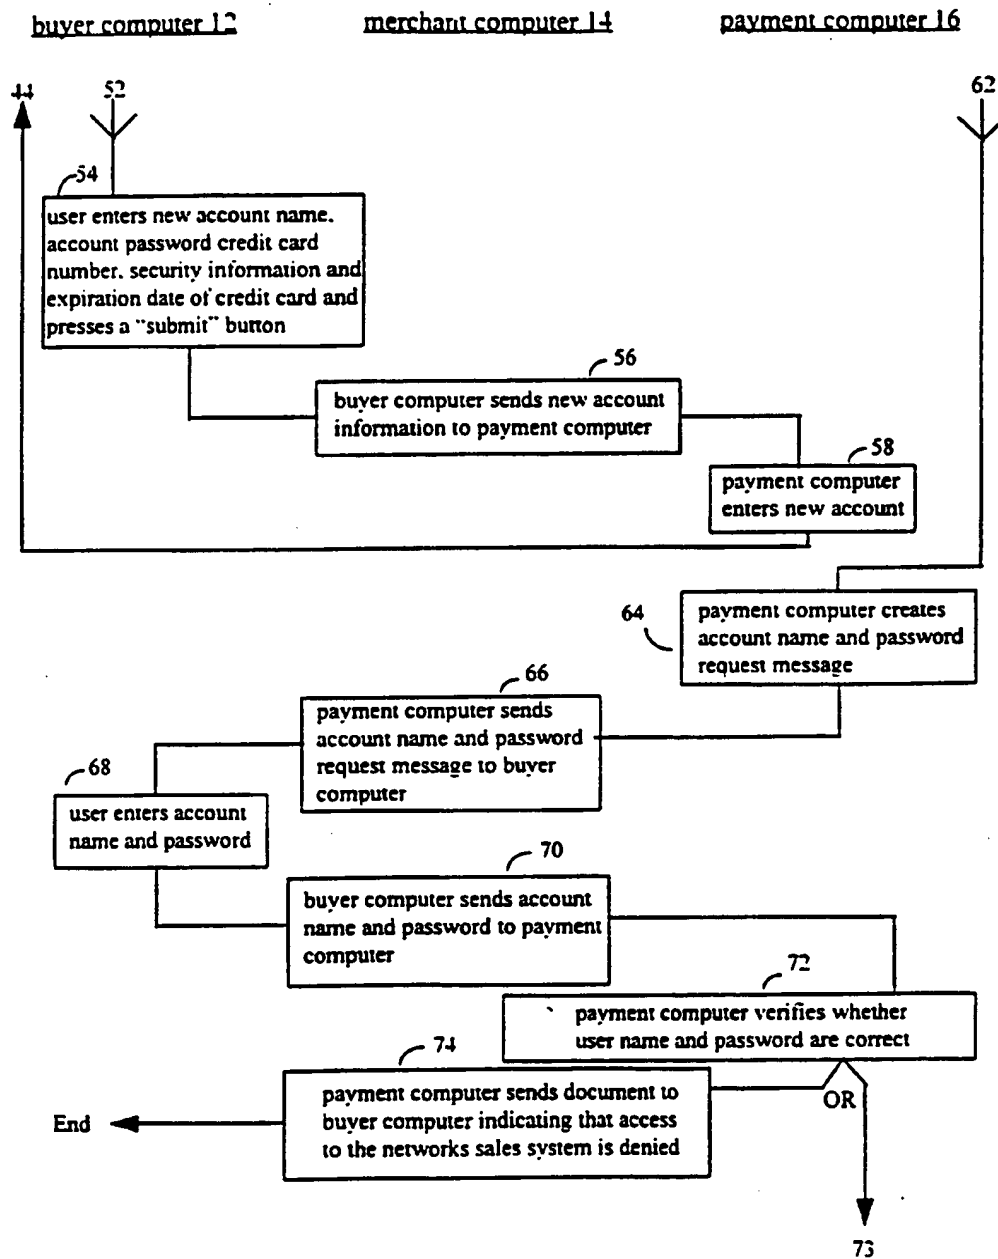 buyer computer 12
merchant computer 14
payment computer 16
44
52
62
54
user enters new account name,
account password credit card
number, security information and
expiration date of credit card and
presses a "submit" button
56
buyer computer sends new account
information to payment computer
58
payment computer
enters new account
64
payment computer creates
account name and password
request message
66
payment computer sends
account name and password
request message to buyer
computer
68
user enters account
name and password
70
buyer computer sends account
name and password to payment
computer
72
payment computer verifies whether
user name and password are correct
74
payment computer sends document to
buyer computer indicating that access
to the networks sales system is denied
OR
End
73